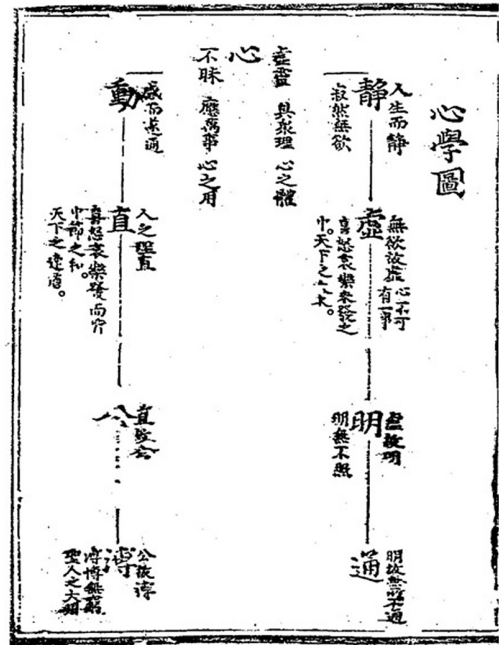 心學圖
人生而靜
靜
寂然無欲
無欲故虛
心不可
有一事
虛
喜怒哀樂未發之
中。天下之大本。
虛故明
明
明無不照
明故無所不通
通
虛靈 具衆理 心之體
心
不昧 應萬事 心之用
動
感而遂通
人之
直
直
喜怒哀樂發而
中節之和。
天下之達道。
直故公
公
公故溥
溥
溥博無
聖人之大